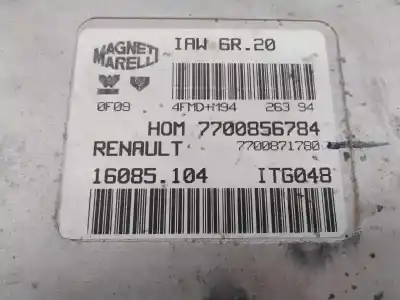 MAGNETI MARELLI
IAW 6R.20
0F09 4FMD+M94 263 94
HOM 7700856784
RENAULT 7700871780
16085.104 ITG048